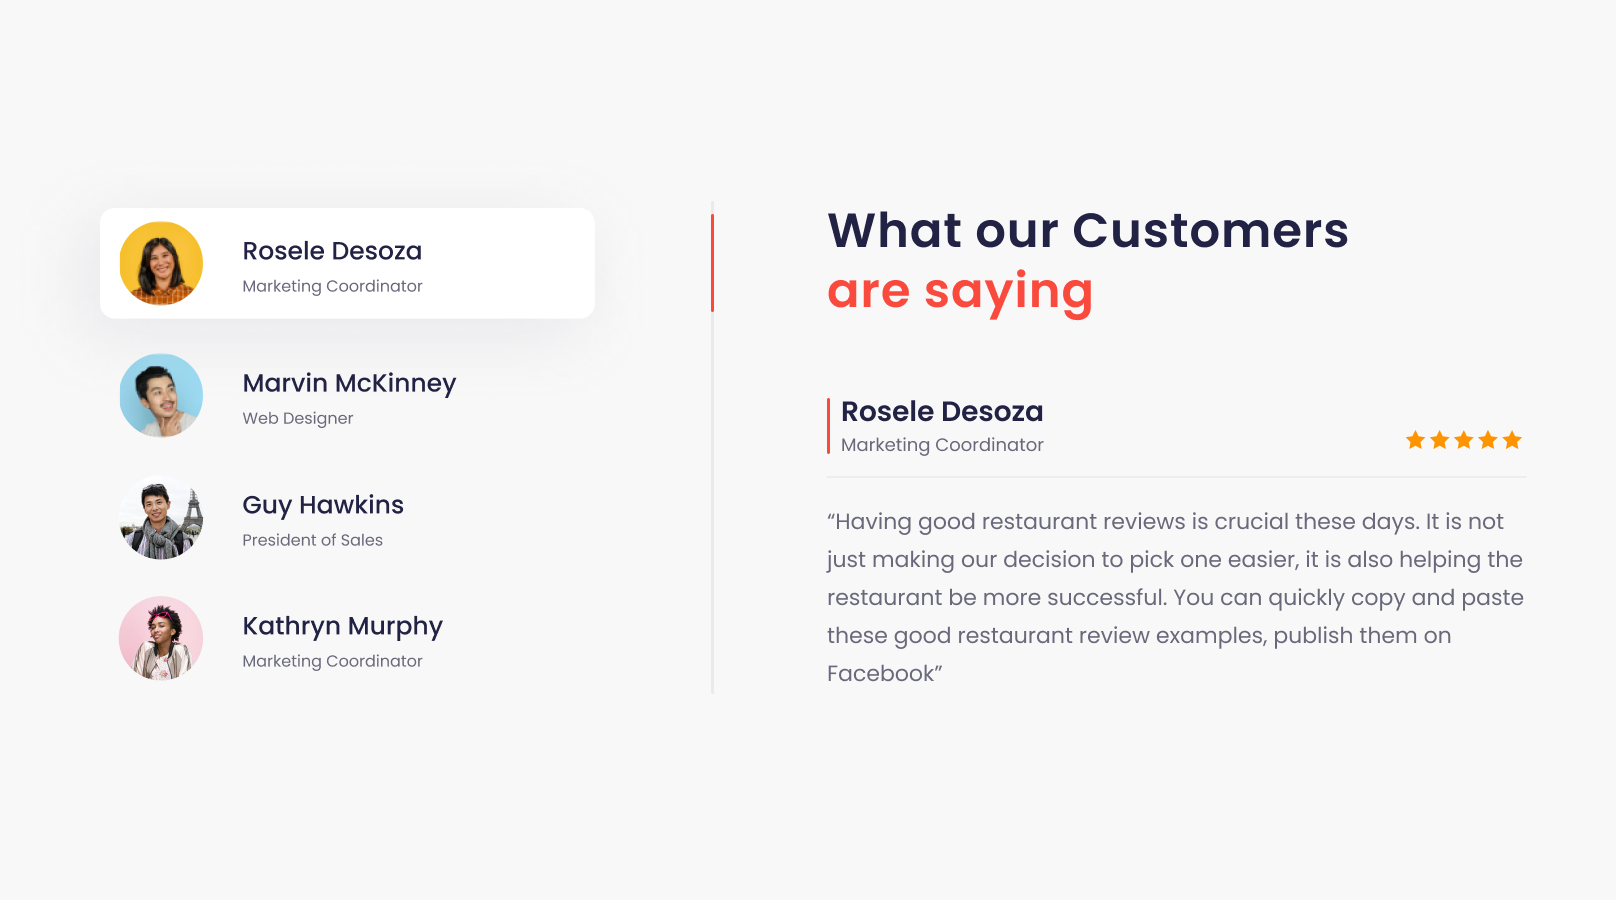 Rosele Desoza
Marketing Coordinator
Marvin McKinney
Web Designer
Guy Hawkins
President of Sales
Kathryn Murphy
Marketing Coordinator
What our Customers
are saying
Rosele Desoza
Marketing Coordinator
“Having good restaurant reviews is crucial these days. It is not
just making our decision to pick one easier, it is also helping the
restaurant be more successful. You can quickly copy and paste
these good restaurant review examples, publish them on
Facebook”